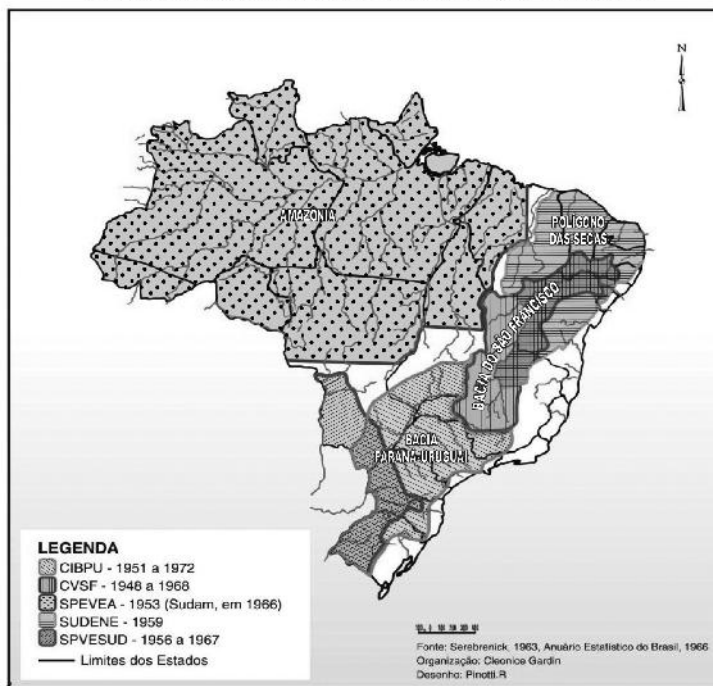 N
AMAZÔNIA
POLÍGONO
DAS SECAS
BACIA DO SÃO FRANCISCO
BACIA
PARANÁ-URUGUAI
LEGENDA
CIBPU - 1951 a 1972
CVSF - 1948 a 1968
SPEVEA - 1953 (Sudam, em 1966)
SUDENE - 1959
SPVESUD - 1956 a 1967
Limites dos Estados
Fonte: Serebrenick, 1963, Anuário Estatístico do Brasil, 1966
Organização: Cleonice Gardin
Desenho: Pinotti.R